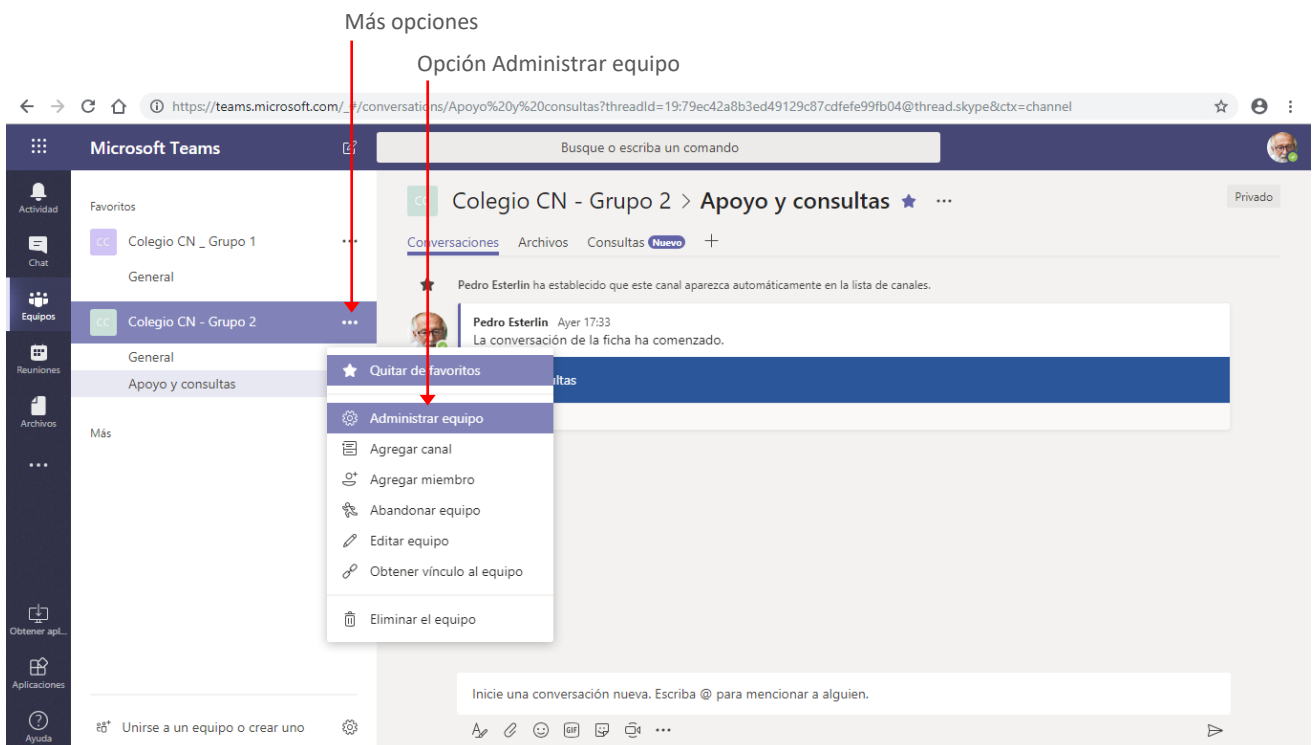 Más opciones
Opción Administrar equipo
https://teams.microsoft.com/_#/conversations/Apoyo%20y%20consultas?threadId=19:79ec42a8b3ed49129c87cdfefe99fb04@thread.skype&ctx=channel
Microsoft Teams
Busque o escriba un comando
Actividad
Chat
Equipos
Reuniones
Archivos
Obtener apl...
Aplicaciones
Ayuda
Favoritos
CC Colegio CN _ Grupo 1 ...
General
CC Colegio CN - Grupo 2 ...
General
Apoyo y consultas
Más
Unirse a un equipo o crear uno
Quitar de favoritos
Administrar equipo
Agregar canal
Agregar miembro
Abandonar equipo
Editar equipo
Obtener vínculo al equipo
Eliminar el equipo
CC Colegio CN - Grupo 2 > Apoyo y consultas ...
Privado
Conversaciones Archivos Consultas Nuevo +
Pedro Esterlin ha establecido que este canal aparezca automáticamente en la lista de canales.
Pedro Esterlin Ayer 17:33
La conversación de la ficha ha comenzado.
ltas
Inicie una conversación nueva. Escriba @ para mencionar a alguien.
GIF